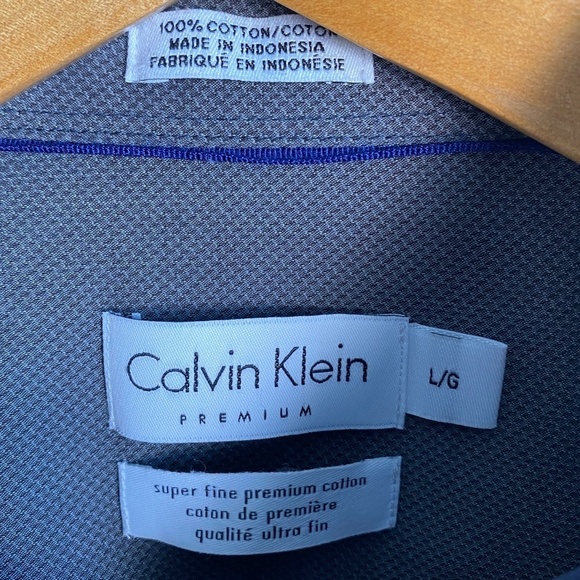 100% COTTON/COTON
MADE IN INDONESIA
FABRIQUÉ EN INDONÉSIE
Calvin Klein
PREMIUM
L/G
super fine premium cotton
coton de première
qualité ultra fin